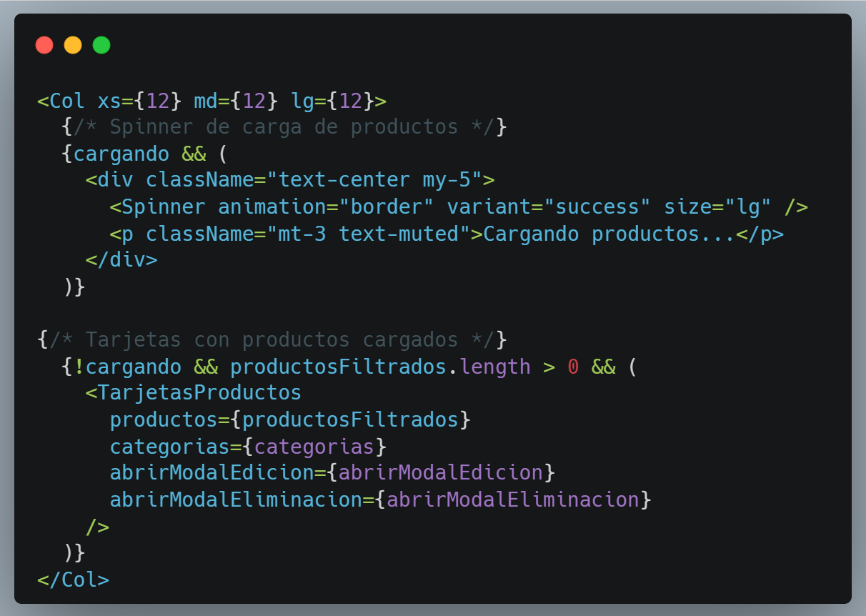 <Col xs={12} md={12} lg={12}>
  {/* Spinner de carga de productos */}
  {cargando && (
    <div className="text-center my-5">
      <Spinner animation="border" variant="success" size="lg" />
      <p className="mt-3 text-muted">Cargando productos...</p>
    </div>
  )}

{/* Tarjetas con productos cargados */}
  {!cargando && productosFiltrados.length > 0 && (
    <TarjetasProductos
      productos={productosFiltrados}
      categorias={categorias}
      abrirModalEdicion={abrirModalEdicion}
      abrirModalEliminacion={abrirModalEliminacion}
    />
  )}
</Col>